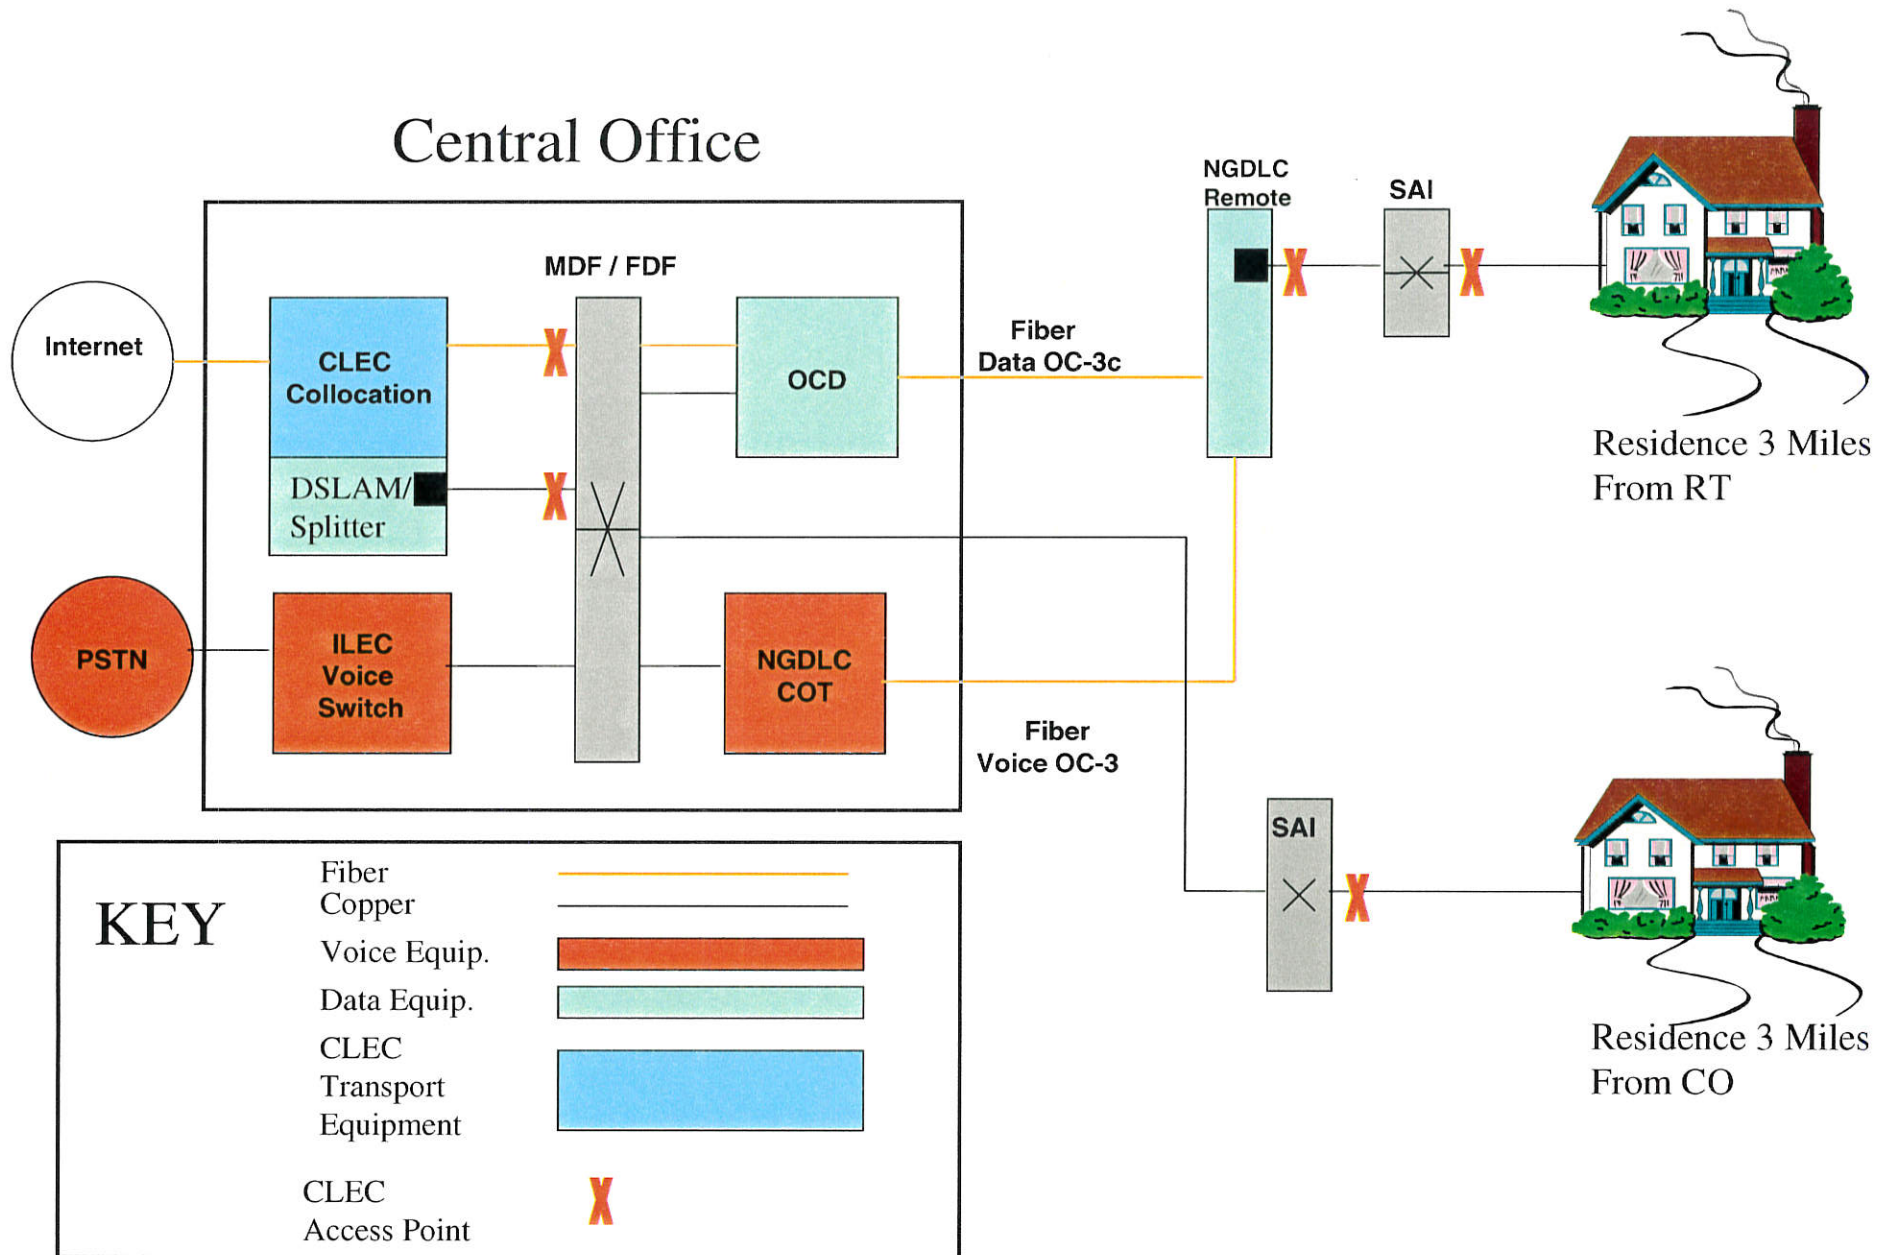 Central Office
NGDLC
Remote
SAI
MDF / FDF
Internet
CLEC
Collocation
OCD
Fiber
Data OC-3c
DSLAM/
Splitter
Residence 3 Miles
From RT
PSTN
ILEC
Voice
Switch
NGDLC
COT
Fiber
Voice OC-3
SAI
Residence 3 Miles
From CO
KEY
Fiber
Copper
Voice Equip.
Data Equip.
CLEC
Transport
Equipment
CLEC
Access Point